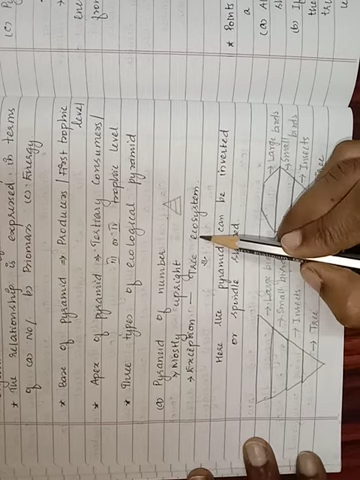 * The relationship is expressed in terms
of (a) No/. b) Biomass (c) Energy
* Base of pyramid ⇒ Producers / First trophic
level
* Apex of pyramid ⇒ Tertiary Consumers/
iii or iv trophic level
* Three types of ecological pyramid
(a) Pyramid of number
→ Mostly upright
→ Exception — Tree ecosystem
Here the pyramid can be inverted
or spindle
→ Large birds
→ Small birds
→ Insects
→ Tree
→ Large birds
→ Small birds
→ Insects
Tree
* Points
a
(a)
(b) If
the